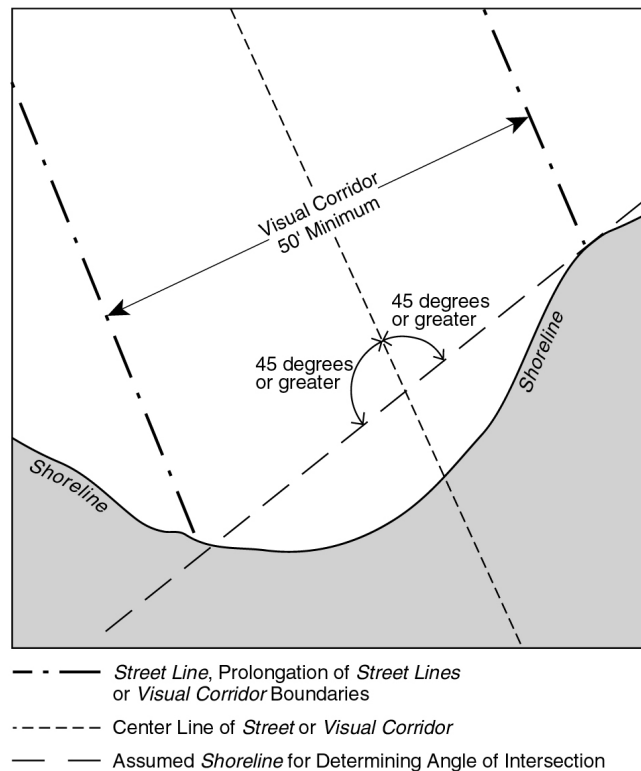 Visual Corridor
50' Minimum
45 degrees
or greater
45 degrees
or greater
Shoreline
Shoreline
Street Line, Prolongation of Street Lines
or Visual Corridor Boundaries
Center Line of Street or Visual Corridor
Assumed Shoreline for Determining Angle of Intersection